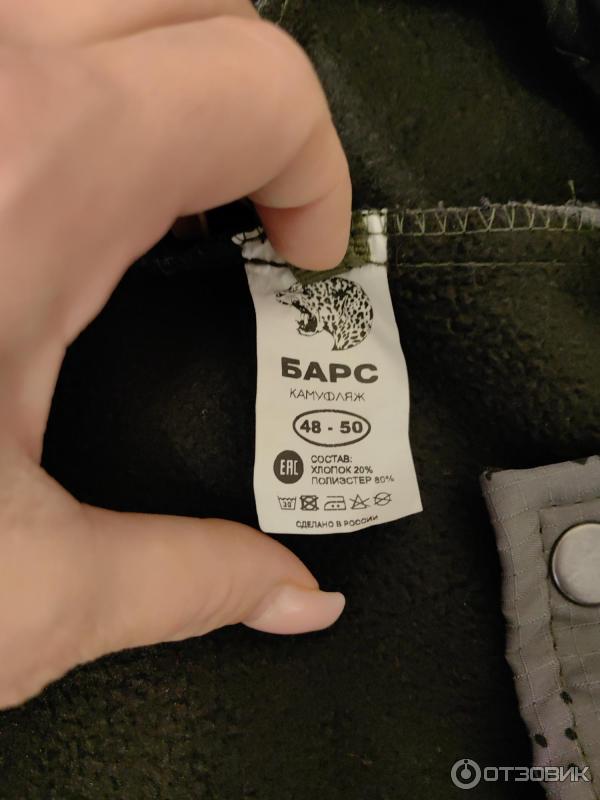 БАРС
КАМУФЛЯЖ
48 - 50
EAC
СОСТАВ:
ХЛОПОК 20%
ПОЛИЭСТЕР 80%
30
СДЕЛАНО В РОССИИ
ОТЗОВИК